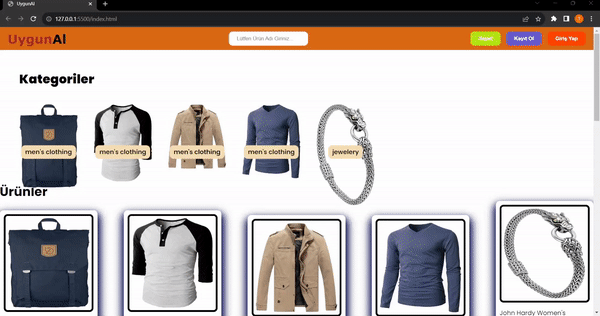 UygunAl
127.0.0.1:5500/index.html
UygunAl
Lütfen Ürün Adı Giriniz...
Kayıt Ol
Giriş Yap
Kategoriler
men's clothing
men's clothing
men's clothing
men's clothing
jewelery
Ürünler
John Hardy Women's